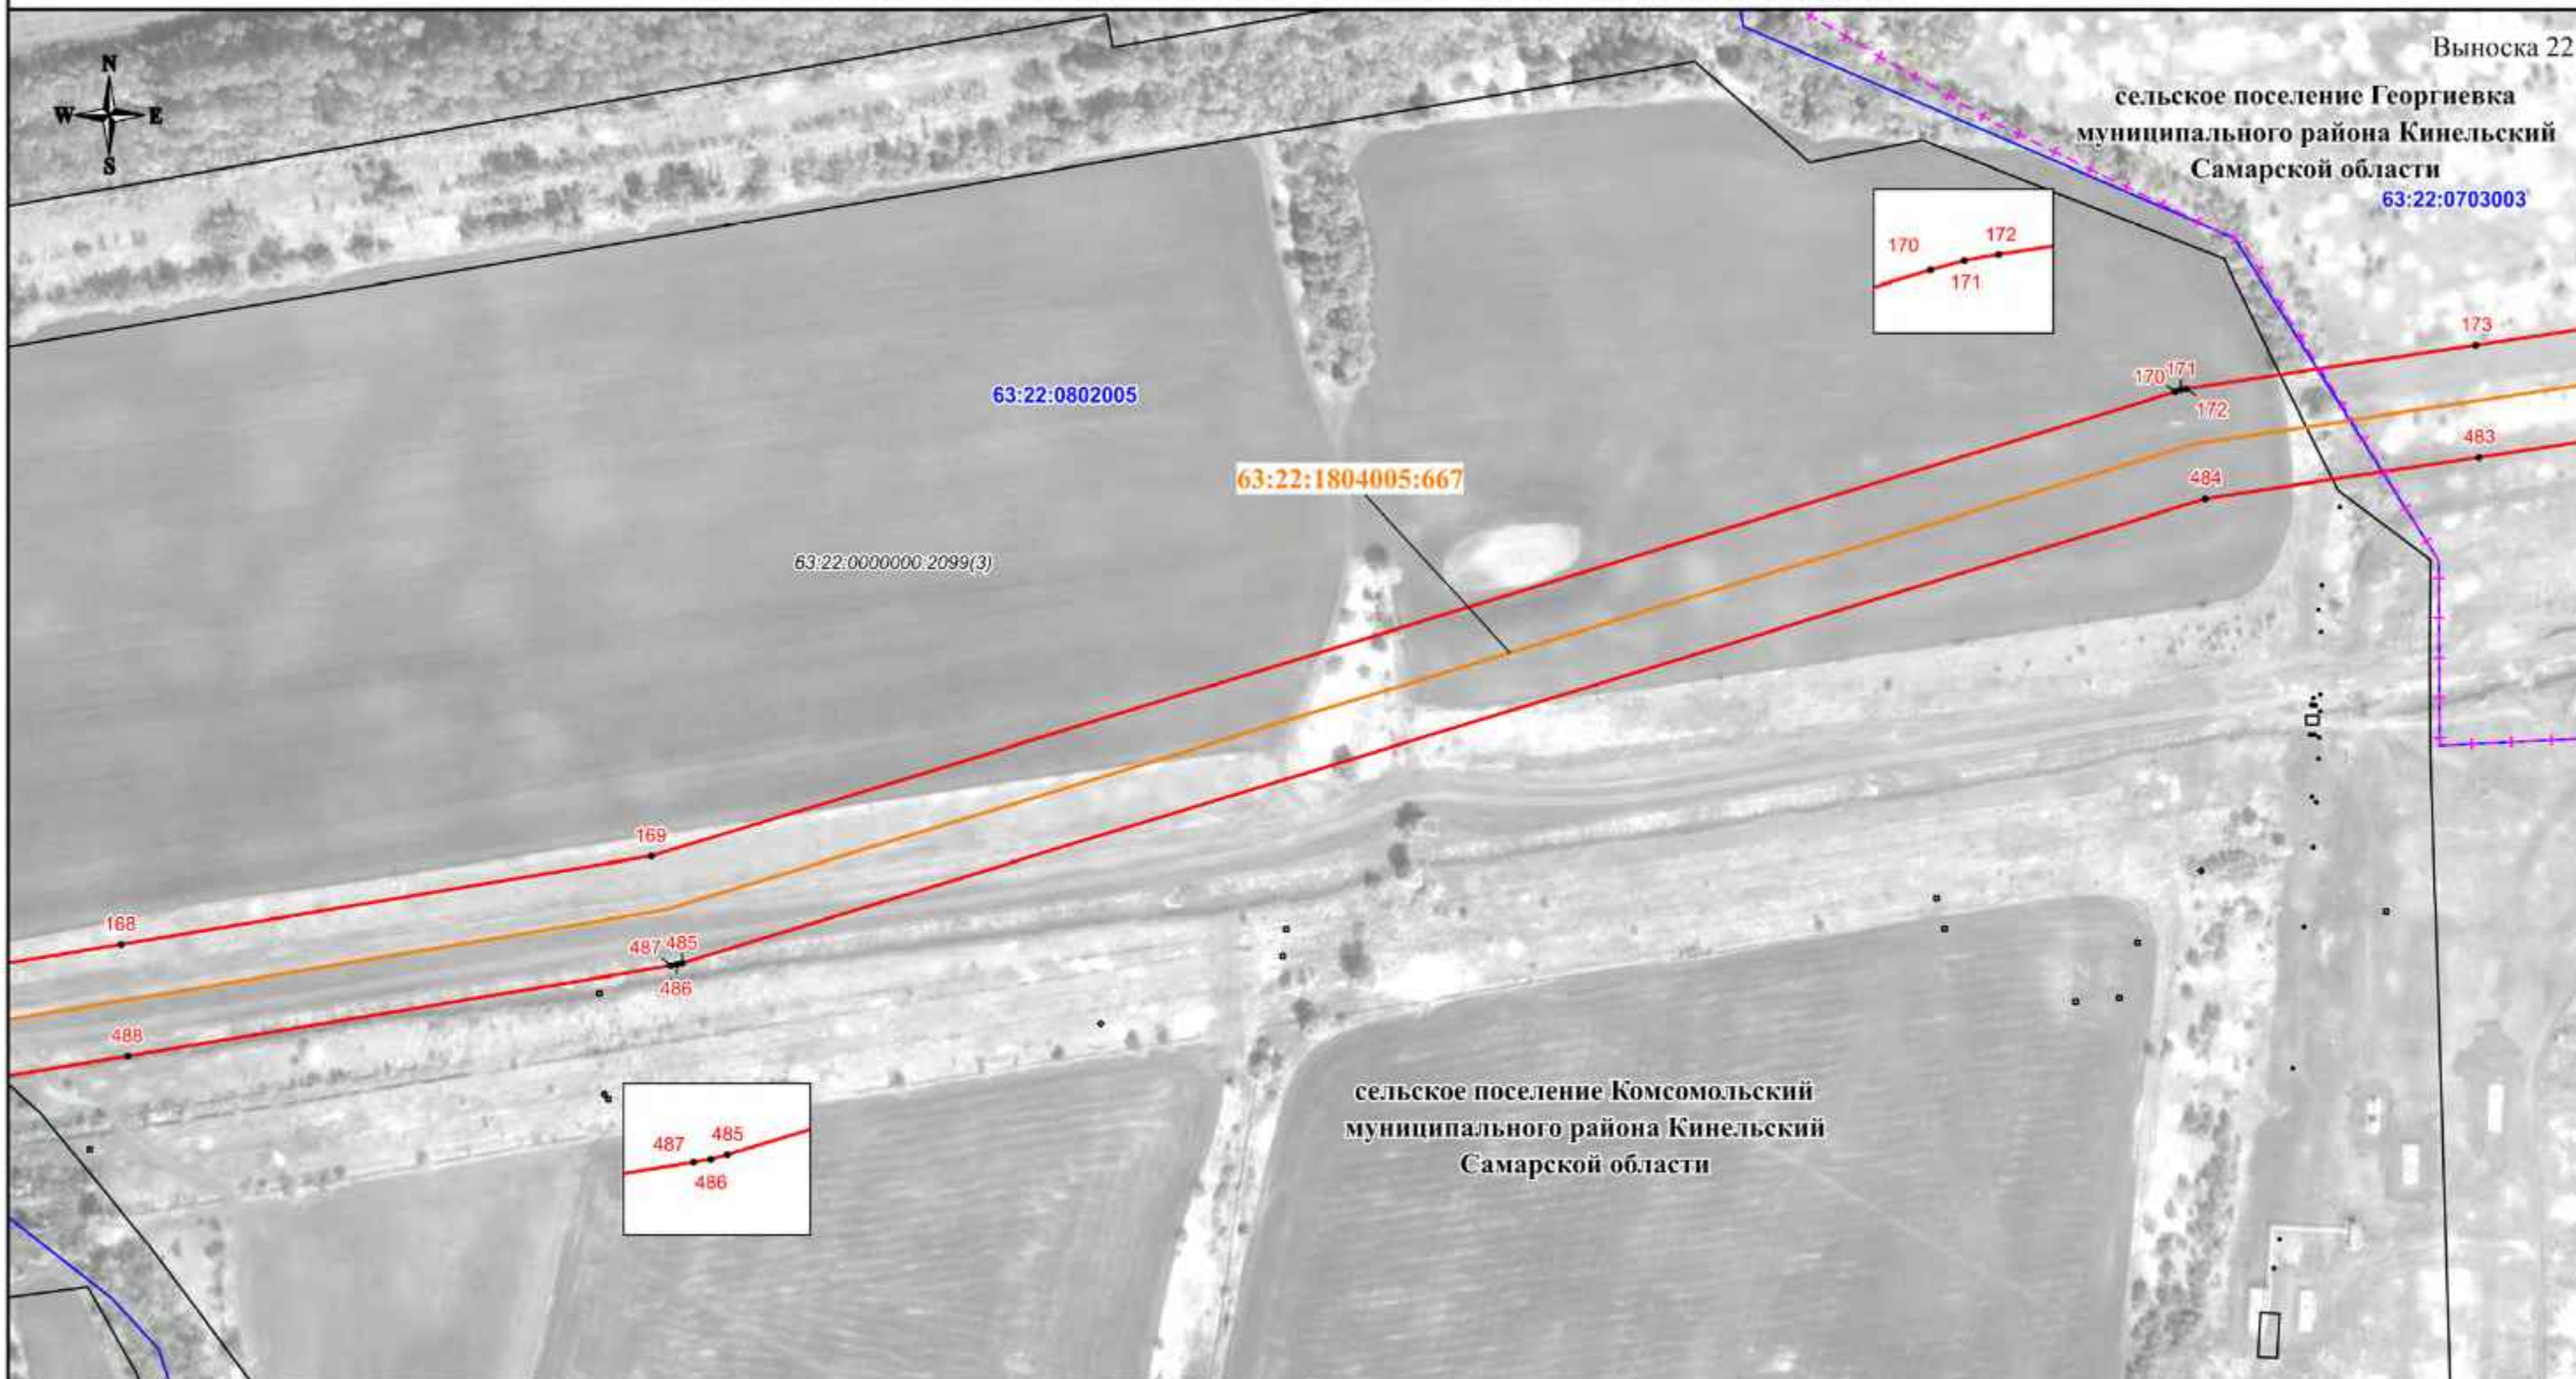 Выноска 22
N
W E
S
сельское поселение Георгиевка
муниципального района Кинельский
Самарской области
63:22:0703003
170
172
171
173
170 171
172
63:22:0802005
483
63:22:1804005:667
484
63:22:0000000:2099(3)
169
168
487 485
486
488
сельское поселение Комсомольский
муниципального района Кинельский
Самарской области
487
485
486